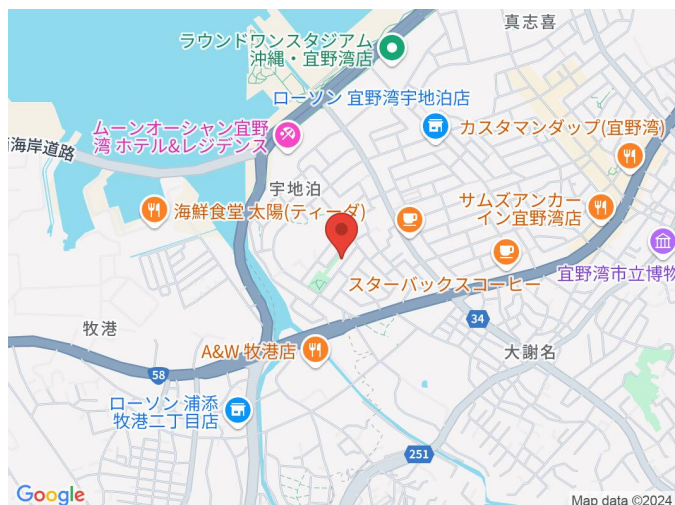 真志喜
ラウンドワンスタジアム
沖縄・宜野湾店
ローソン 宜野湾宇地泊店
ムーンオーシャン宜野
湾 ホテル&レジデンス
カスタマンダップ(宜野湾)
海岸道路
宇地泊
海鮮食堂 太陽(ティーダ)
サムズアンカー
イン宜野湾店
宜野湾市立博物
スターバックスコーヒー
牧港
34
A&W 牧港店
大謝名
58
ローソン 浦添
牧港二丁目店
251
Google
Map data ©2024